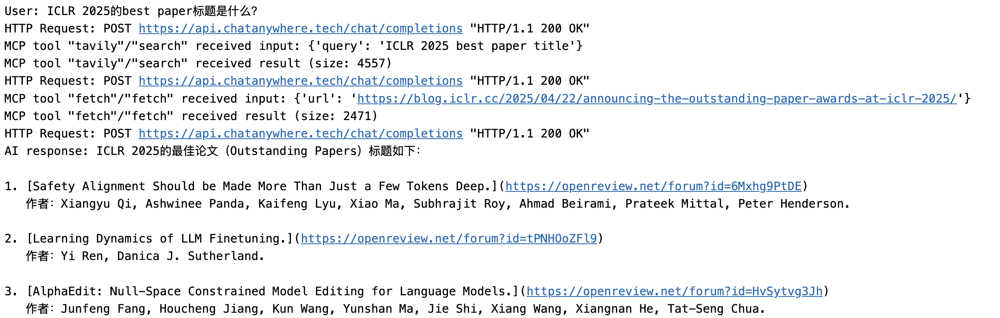 User: ICLR 2025的best paper标题是什么？
HTTP Request: POST https://api.chatanywhere.tech/chat/completions "HTTP/1.1 200 OK"
MCP tool "tavily"/"search" received input: {'query': 'ICLR 2025 best paper title'}
MCP tool "tavily"/"search" received result (size: 4557)
HTTP Request: POST https://api.chatanywhere.tech/chat/completions "HTTP/1.1 200 OK"
MCP tool "fetch"/"fetch" received input: {'url': 'https://blog.iclr.cc/2025/04/22/announcing-the-outstanding-paper-awards-at-iclr-2025/'}
MCP tool "fetch"/"fetch" received result (size: 2471)
HTTP Request: POST https://api.chatanywhere.tech/chat/completions "HTTP/1.1 200 OK"
AI response: ICLR 2025的最佳论文（Outstanding Papers）标题如下：
1. [Safety Alignment Should be Made More Than Just a Few Tokens Deep.](https://openreview.net/forum?id=6Mxhg9PtDE)
作者：Xiangyu Qi, Ashwinee Panda, Kaifeng Lyu, Xiao Ma, Subhrajit Roy, Ahmad Beirami, Prateek Mittal, Peter Henderson.
2. [Learning Dynamics of LLM Finetuning.](https://openreview.net/forum?id=tPNHOoZFl9)
作者：Yi Ren, Danica J. Sutherland.
3. [AlphaEdit: Null-Space Constrained Model Editing for Language Models.](https://openreview.net/forum?id=HvSytvg3Jh)
作者：Junfeng Fang, Houcheng Jiang, Kun Wang, Yunshan Ma, Jie Shi, Xiang Wang, Xiangnan He, Tat-Seng Chua.